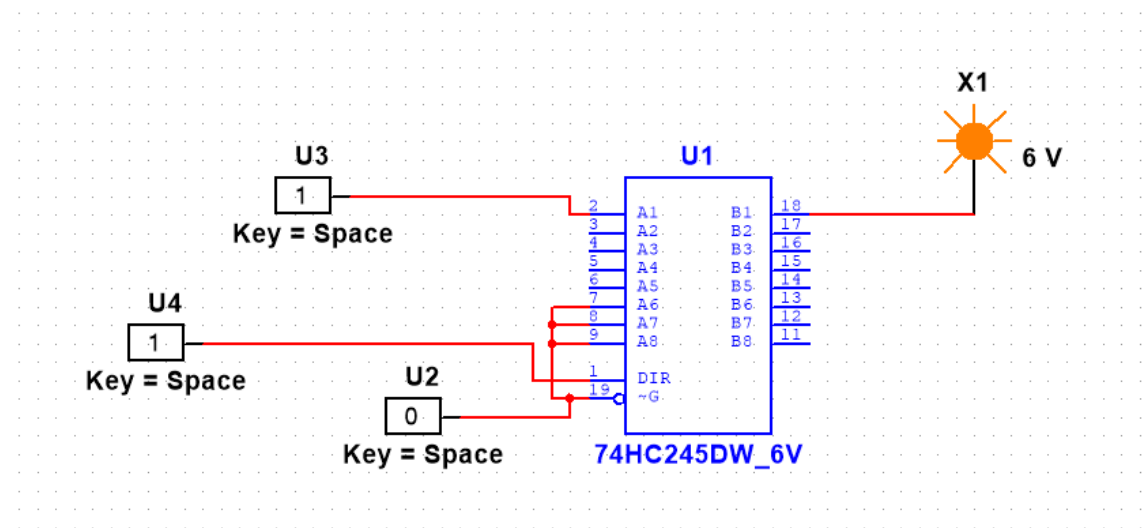 X1
6 V
U3
1
Key = Space
U1
2 A1 B1 18
3 A2 B2 17
4 A3 B3 16
5 A4 B4 15
6 A5 B5 14
7 A6 B6 13
8 A7 B7 12
9 A8 B8 11
1 DIR
19 ~G
74HC245DW_6V
U4
1
Key = Space
U2
0
Key = Space